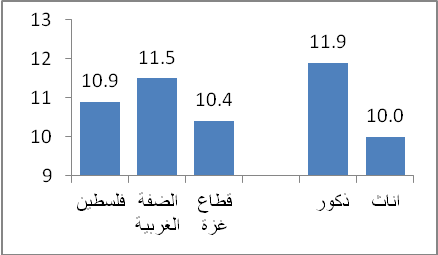 13
12
11
10
9
10.9
11.5
10.4
11.9
10.0
فلسطين
الضفة
الغربية
قطاع
غزة
ذكور
اناث